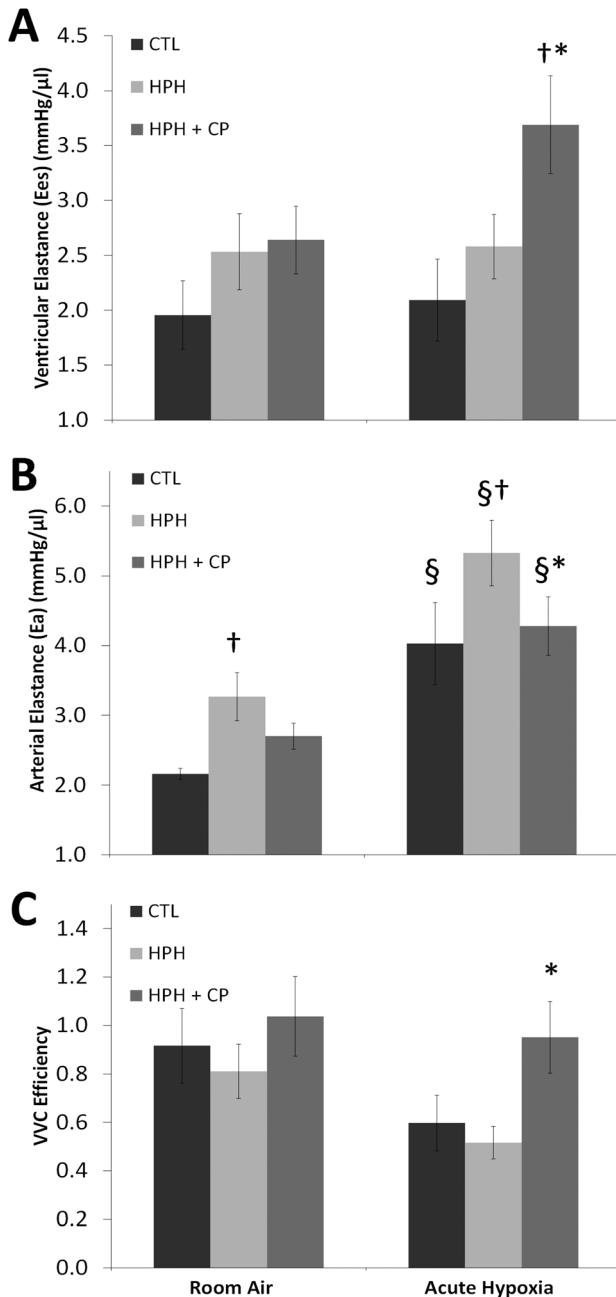 A
Ventricular Elastance (Ees) (mmHg/µl)
4.5
4.0
3.5
3.0
2.5
2.0
1.5
1.0
CTL
HPH
HPH + CP
†*
B
Arterial Elastance (Ea) (mmHg/µl)
6.0
5.0
4.0
3.0
2.0
1.0
CTL
HPH
HPH + CP
†
§
§†
§*
C
VVC Efficiency
1.4
1.2
1.0
0.8
0.6
0.4
0.2
0.0
CTL
HPH
HPH + CP
*
Room Air
Acute Hypoxia